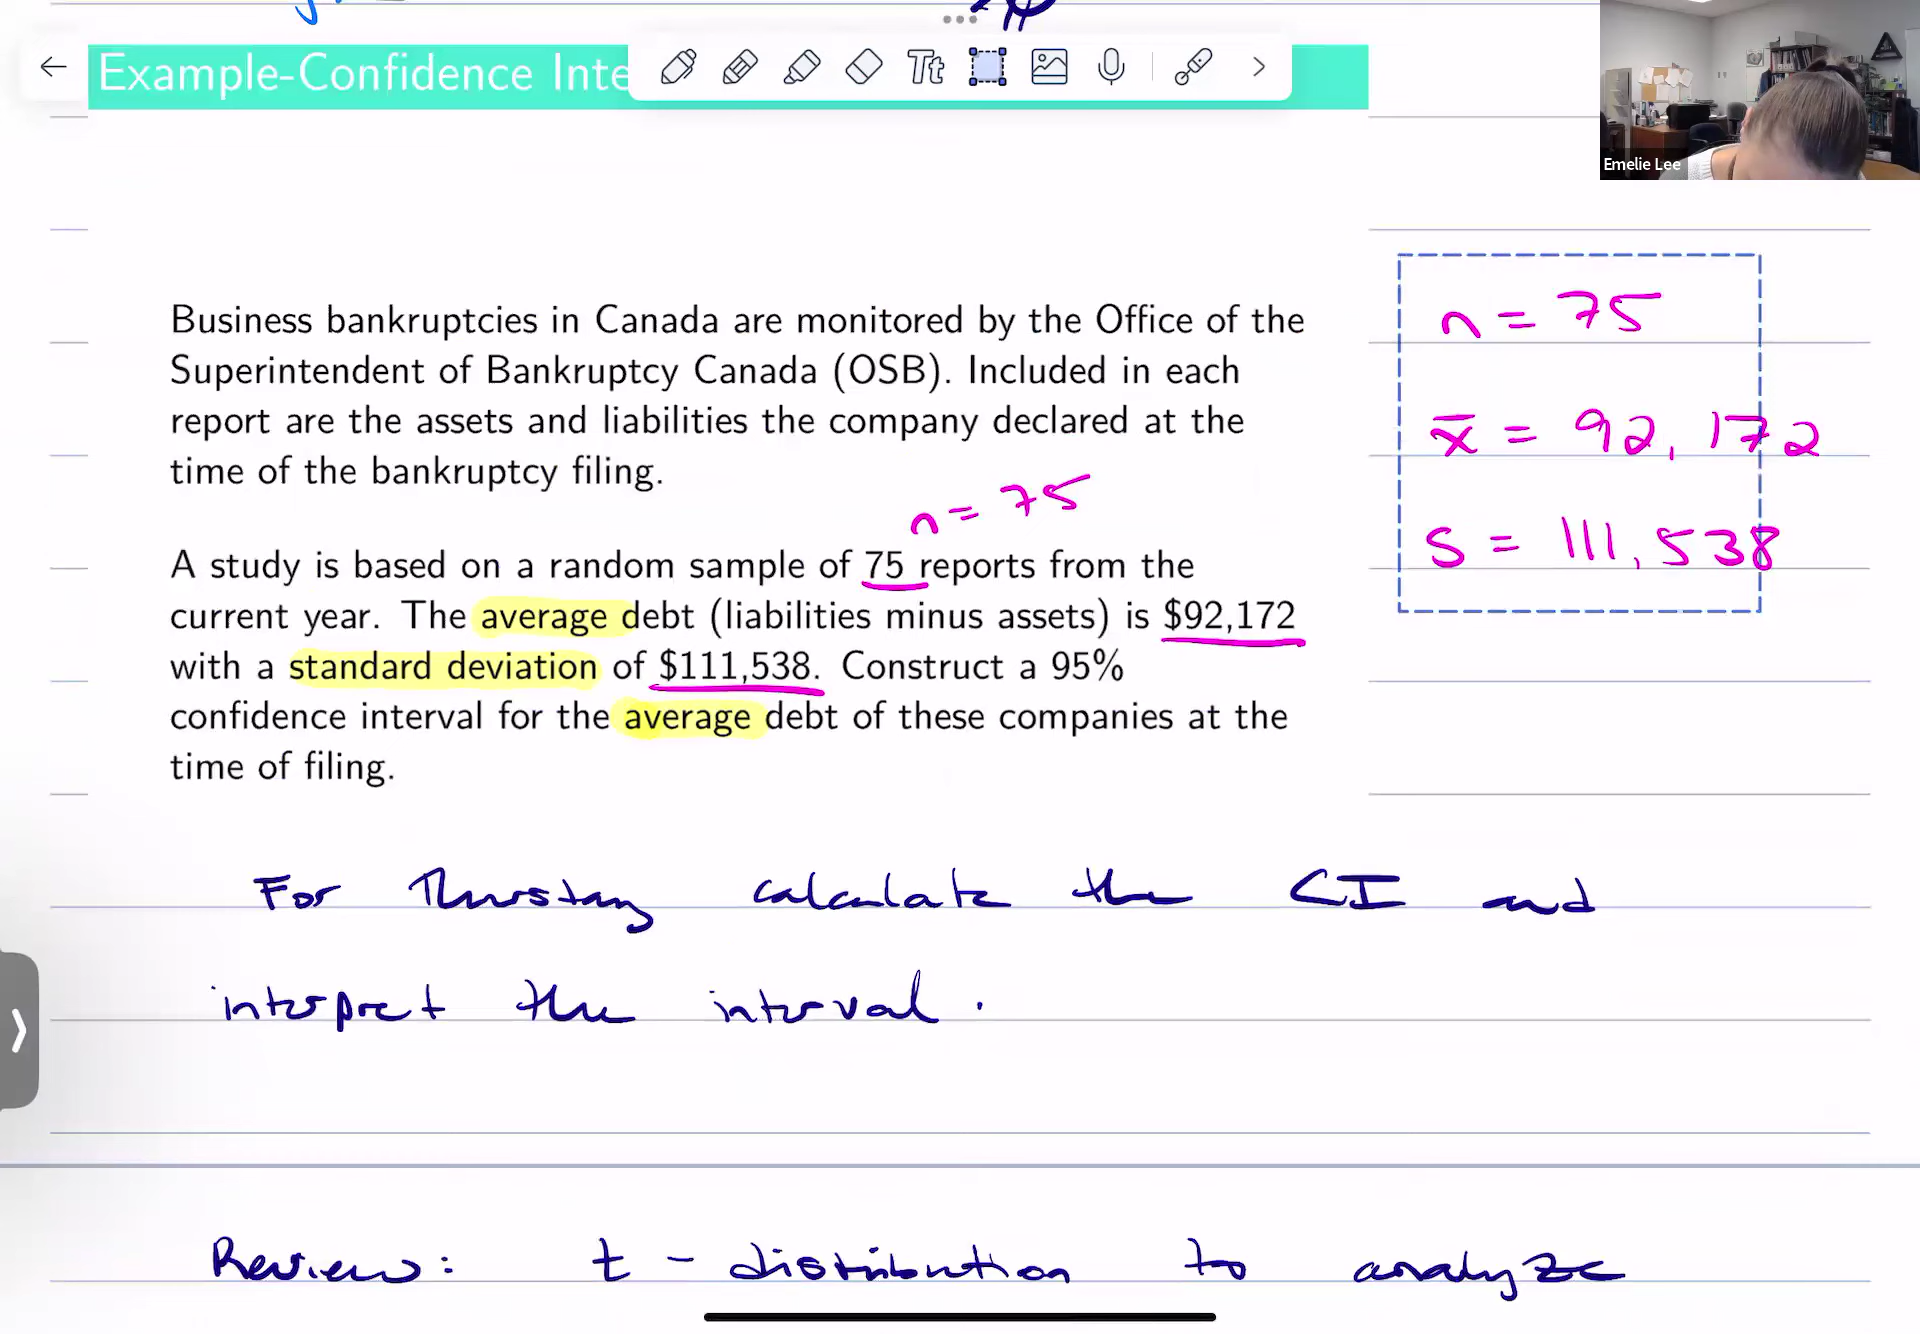 Example-Confidence Inte
Tt
Emelie Lee
Business bankruptcies in Canada are monitored by the Office of the
Superintendent of Bankruptcy Canada (OSB). Included in each
report are the assets and liabilities the company declared at the
time of the bankruptcy filing.
n = 75
A study is based on a random sample of 75 reports from the
current year. The average debt (liabilities minus assets) is $92,172
with a standard deviation of $111,538. Construct a 95%
confidence interval for the average debt of these companies at the
time of filing.
n = 75
x̄ = 92,172
s = 111,538
For Thursday calculate the CI and
interpret the interval.
Review: t-distribution to analyze